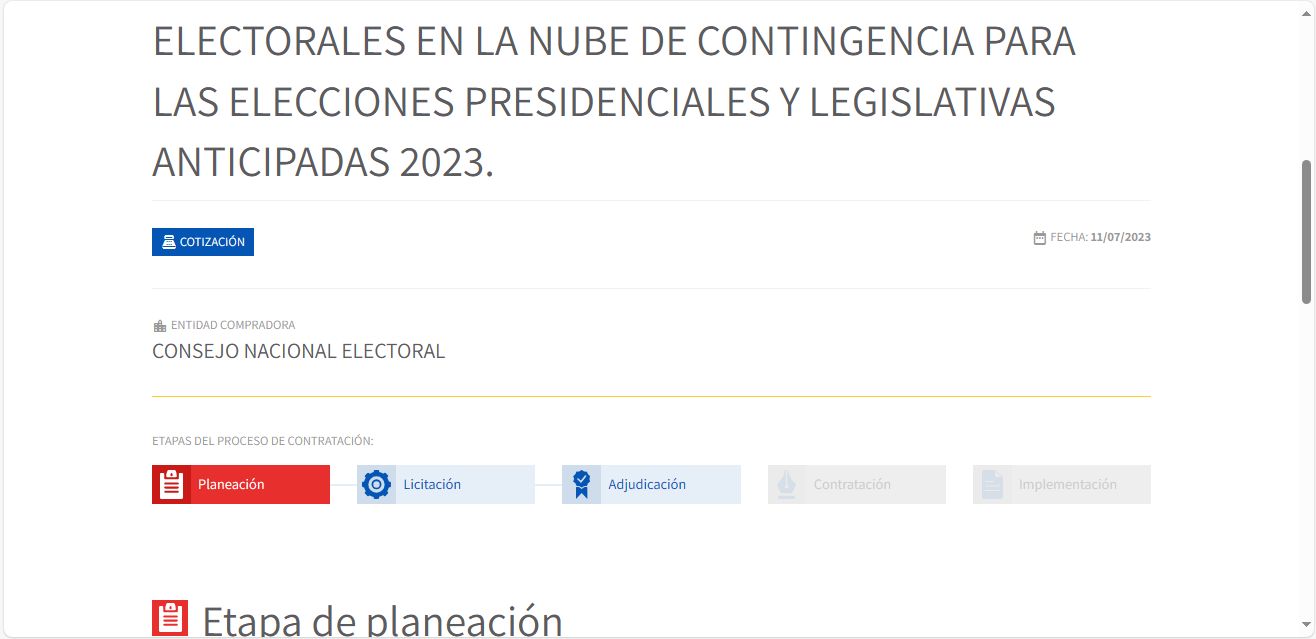 ELECTORALES EN LA NUBE DE CONTINGENCIA PARA
LAS ELECCIONES PRESIDENCIALES Y LEGISLATIVAS
ANTICIPADAS 2023.
COTIZACIÓN
FECHA: 11/07/2023
ENTIDAD COMPRADORA
CONSEJO NACIONAL ELECTORAL
ETAPAS DEL PROCESO DE CONTRATACIÓN:
Planeación
Licitación
Adjudicación
Contratación
Implementación
Etapa de planeación